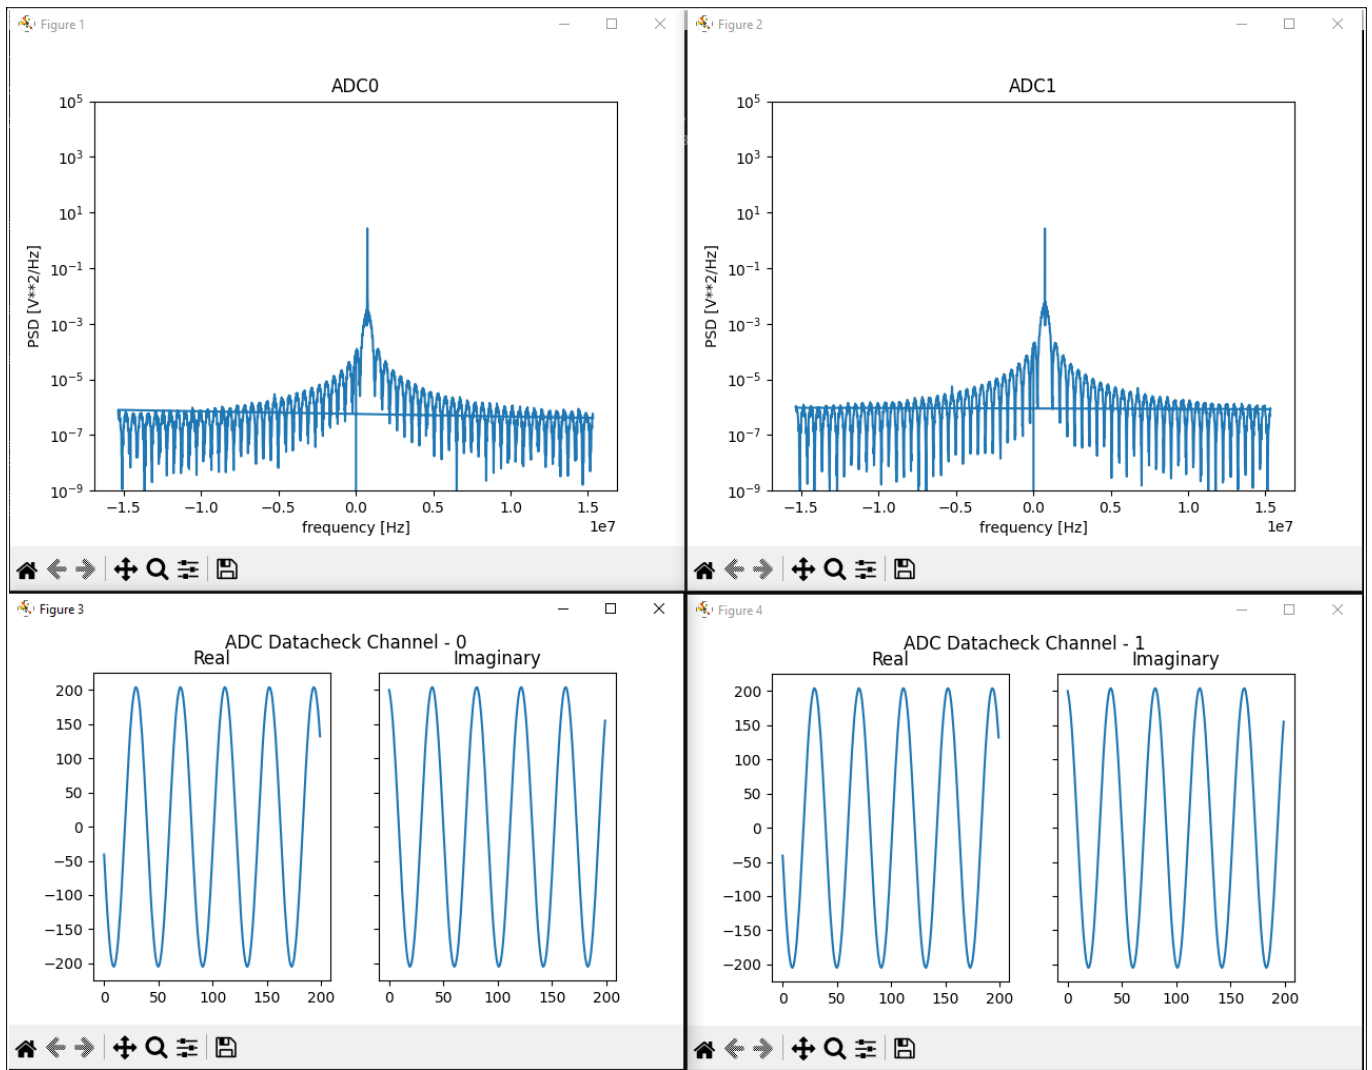 Figure 1
ADC0
10^5
10^3
10^1
10^−1
10^−3
10^−5
10^−7
10^−9
PSD [V**2/Hz]
−1.5 −1.0 −0.5 0.0 0.5 1.0 1.5
1e7
frequency [Hz]
Figure 2
ADC1
10^5
10^3
10^1
10^−1
10^−3
10^−5
10^−7
10^−9
PSD [V**2/Hz]
−1.5 −1.0 −0.5 0.0 0.5 1.0 1.5
1e7
frequency [Hz]
Figure 3
ADC Datacheck Channel - 0
Real Imaginary
200
150
100
50
0
−50
−100
−150
−200
0 50 100 150 200 0 50 100 150 200
Figure 4
ADC Datacheck Channel - 1
Real Imaginary
200
150
100
50
0
−50
−100
−150
−200
0 50 100 150 200 0 50 100 150 200